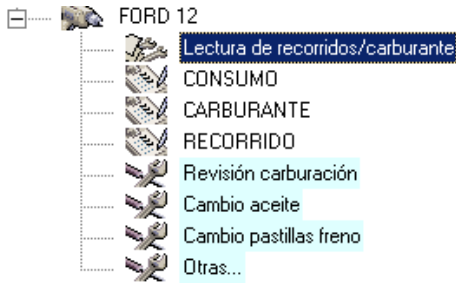 FORD 12
Lectura de recorridos/carburante
CONSUMO
CARBURANTE
RECORRIDO
Revisión carburación
Cambio aceite
Cambio pastillas freno
Otras...